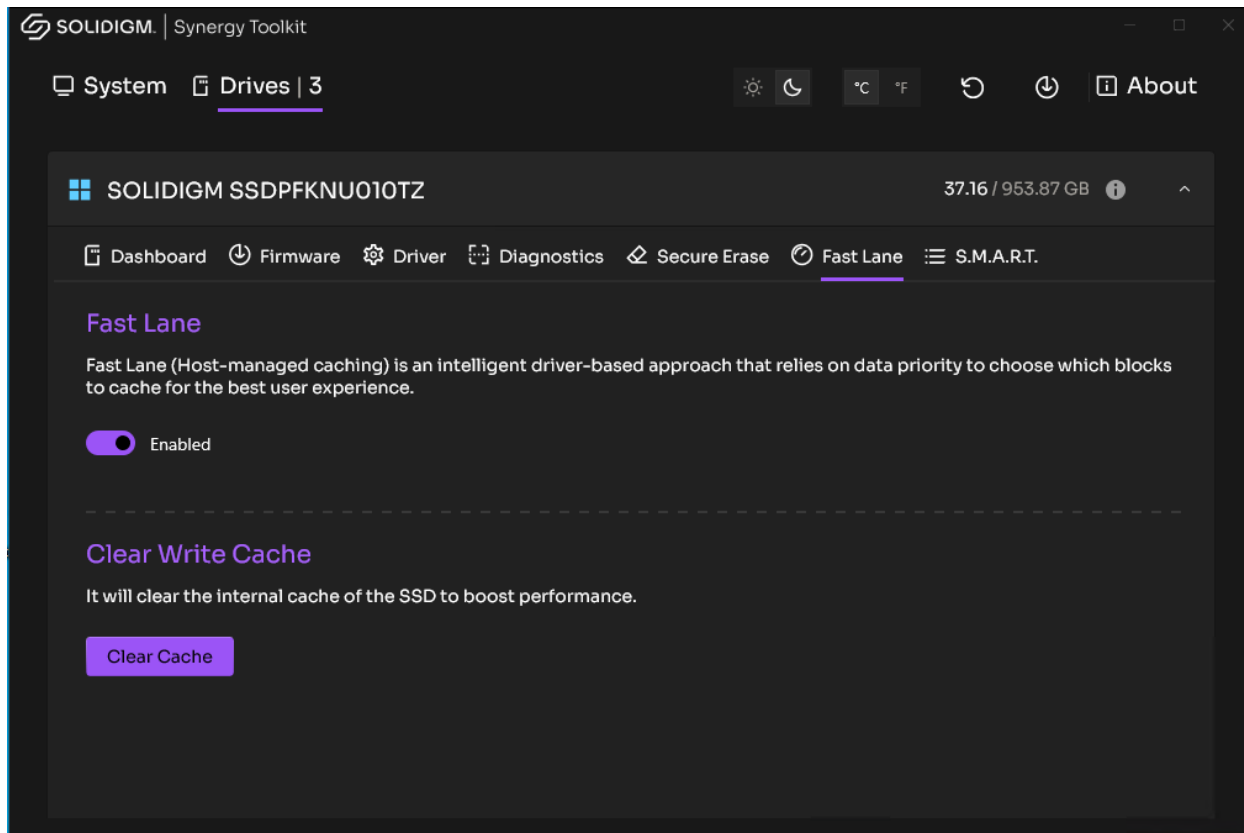 SOLIDIGM. | Synergy Toolkit
System Drives | 3 °C °F About
SOLIDIGM SSDPFKNU010TZ 37.16 / 953.87 GB
Dashboard Firmware Driver Diagnostics Secure Erase Fast Lane S.M.A.R.T.
Fast Lane
Fast Lane (Host-managed caching) is an intelligent driver-based approach that relies on data priority to choose which blocks
to cache for the best user experience.
Enabled
Clear Write Cache
It will clear the internal cache of the SSD to boost performance.
Clear Cache